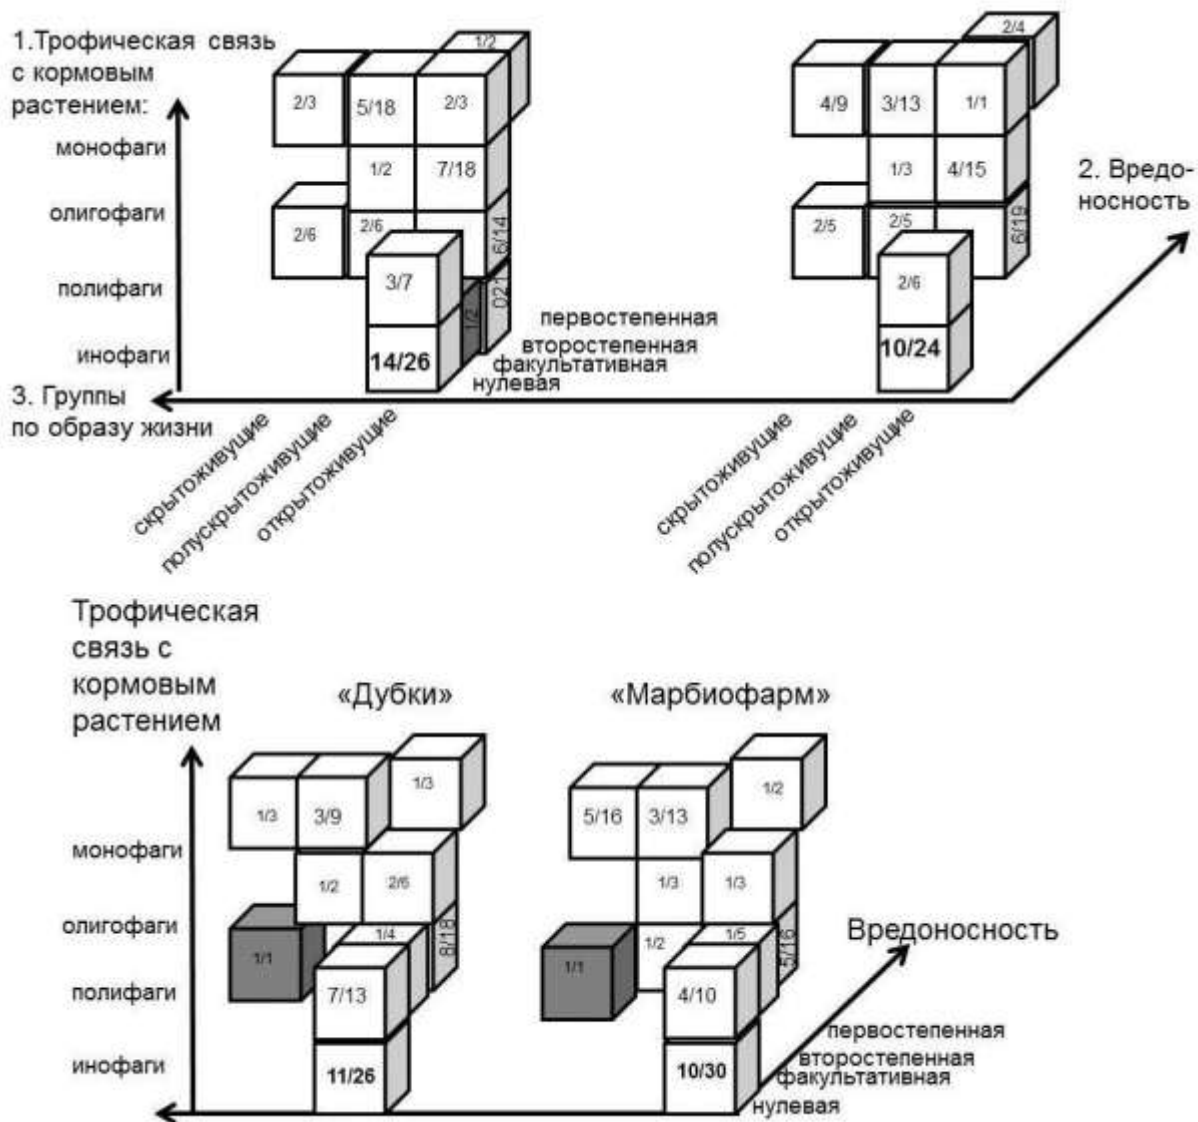 1.Трофическая связь
с кормовым
растением:
монофаги
олигофаги
полифаги
инофаги
3. Группы
по образу жизни
1/2
2/3
5/18
2/3
1/2
7/18
2/6
2/6
6/14
3/7
1/2
14/26
первостепенная
второстепенная
факультативная
нулевая
скрытоживущие
полускрытоживущие
открытоживущие
2/4
4/9
3/13
1/1
1/3
4/15
2/5
2/5
6/19
2/6
10/24
2. Вредо-
носность
скрытоживущие
полускрытоживущие
открытоживущие
Трофическая
связь с
кормовым
растением
монофаги
олигофаги
полифаги
инофаги
«Дубки»
1/3
1/3
3/9
1/2
2/6
1/4
8/18
1/1
7/13
11/26
«Марбиофарм»
1/2
5/16
3/13
1/3
1/3
1/2
1/5
5/16
1/1
4/10
10/30
Вредоносность
первостепенная
второстепенная
факультативная
нулевая